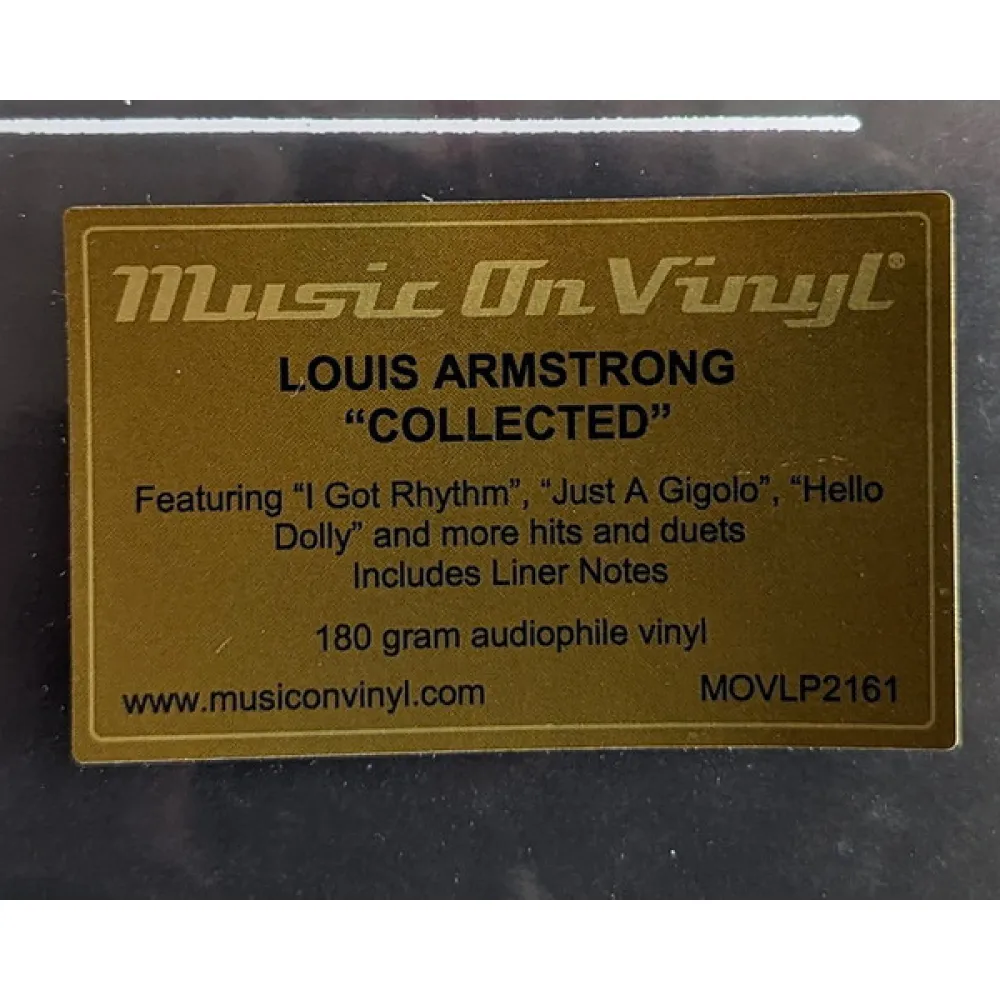 Music On Vinyl®
LOUIS ARMSTRONG
“COLLECTED”
Featuring “I Got Rhythm”, “Just A Gigolo”, “Hello
Dolly” and more hits and duets
Includes Liner Notes
180 gram audiophile vinyl
www.musiconvinyl.com
MOVLP2161